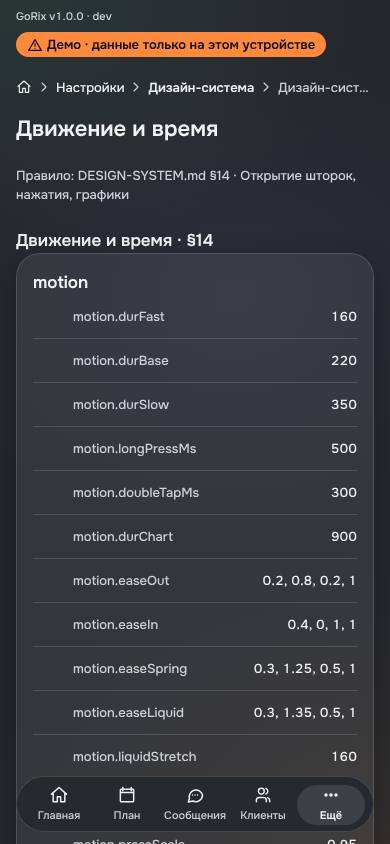 GoRix v1.0.0 · dev
Демо · данные только на этом устройстве
Настройки
Дизайн-система
Дизайн-сист...
Движение и время
Правило: DESIGN-SYSTEM.md §14 · Открытие шторок,
нажатия, графики
Движение и время · §14
motion
motion.durFast 160
motion.durBase 220
motion.durSlow 350
motion.longPressMs 500
motion.doubleTapMs 300
motion.durChart 900
motion.easeOut 0.2, 0.8, 0.2, 1
motion.easeIn 0.4, 0, 1, 1
motion.easeSpring 0.3, 1.25, 0.5, 1
motion.easeLiquid 0.3, 1.35, 0.5, 1
motion.liquidStretch 160
Главная
План
Сообщения
Клиенты
Ещё